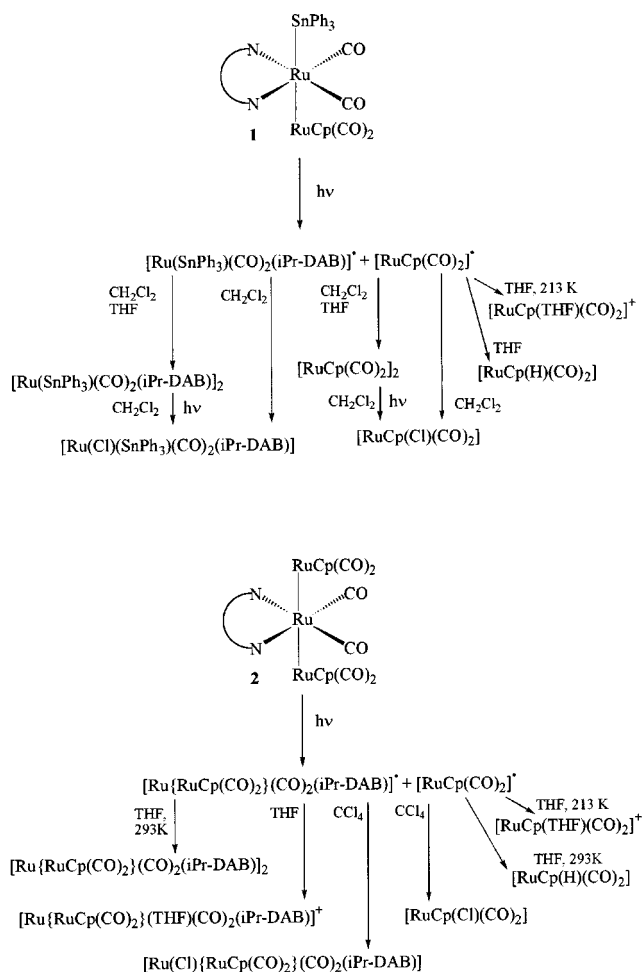 SnPh₃
N CO
Ru
N CO
1 RuCp(CO)₂
hν
[Ru(SnPh₃)(CO)₂(iPr-DAB)]• + [RuCp(CO)₂]•
CH₂Cl₂ THF
CH₂Cl₂
CH₂Cl₂ THF
THF, 213 K
[RuCp(THF)(CO)₂]⁺
THF
[RuCp(H)(CO)₂]
[Ru(SnPh₃)(CO)₂(iPr-DAB)]₂
[RuCp(CO)₂]₂
CH₂Cl₂ hν
CH₂Cl₂ hν
CH₂Cl₂
[Ru(Cl)(SnPh₃)(CO)₂(iPr-DAB)]
[RuCp(Cl)(CO)₂]
RuCp(CO)₂
N CO
Ru
N CO
2 RuCp(CO)₂
hν
[Ru{RuCp(CO)₂}(CO)₂(iPr-DAB)]• + [RuCp(CO)₂]•
THF, 293K
THF
CCl₄
CCl₄
THF, 213 K
[RuCp(THF)(CO)₂]⁺
THF, 293K
[RuCp(H)(CO)₂]
[Ru{RuCp(CO)₂}(CO)₂(iPr-DAB)]₂
[Ru{RuCp(CO)₂}(THF)(CO)₂(iPr-DAB)]⁺
[RuCp(Cl)(CO)₂]
[Ru(Cl){RuCp(CO)₂}(CO)₂(iPr-DAB)]